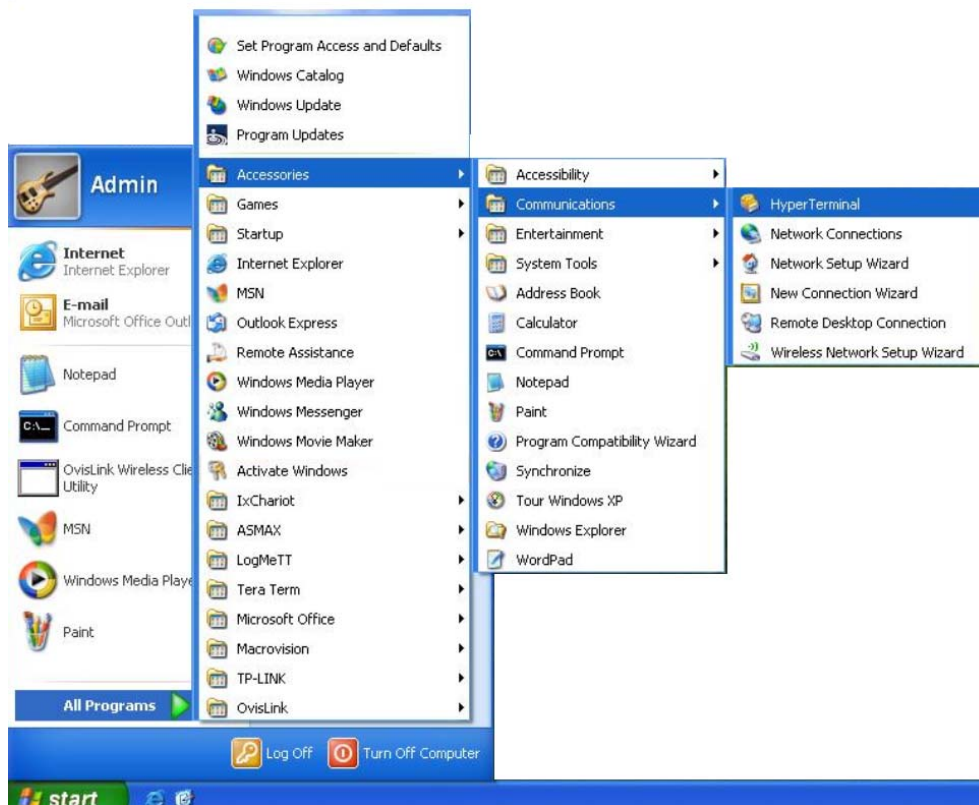 Set Program Access and Defaults
Windows Catalog
Windows Update
Program Updates
Accessories
Games
Startup
Internet Explorer
MSN
Outlook Express
Remote Assistance
Windows Media Player
Windows Messenger
Windows Movie Maker
Activate Windows
IxChariot
ASMAX
LogMeTT
Tera Term
Microsoft Office
Macrovision
TP-LINK
OvisLink
Accessibility
Communications
Entertainment
System Tools
Address Book
Calculator
Command Prompt
Notepad
Paint
Program Compatibility Wizard
Synchronize
Tour Windows XP
Windows Explorer
WordPad
HyperTerminal
Network Connections
Network Setup Wizard
New Connection Wizard
Remote Desktop Connection
Wireless Network Setup Wizard
Admin
Internet
Internet Explorer
E-mail
Microsoft Office Outl
Notepad
C:\_
Command Prompt
OvisLink Wireless Clie
Utility
MSN
Windows Media Playe
Paint
All Programs
Log Off
Turn Off Computer
start